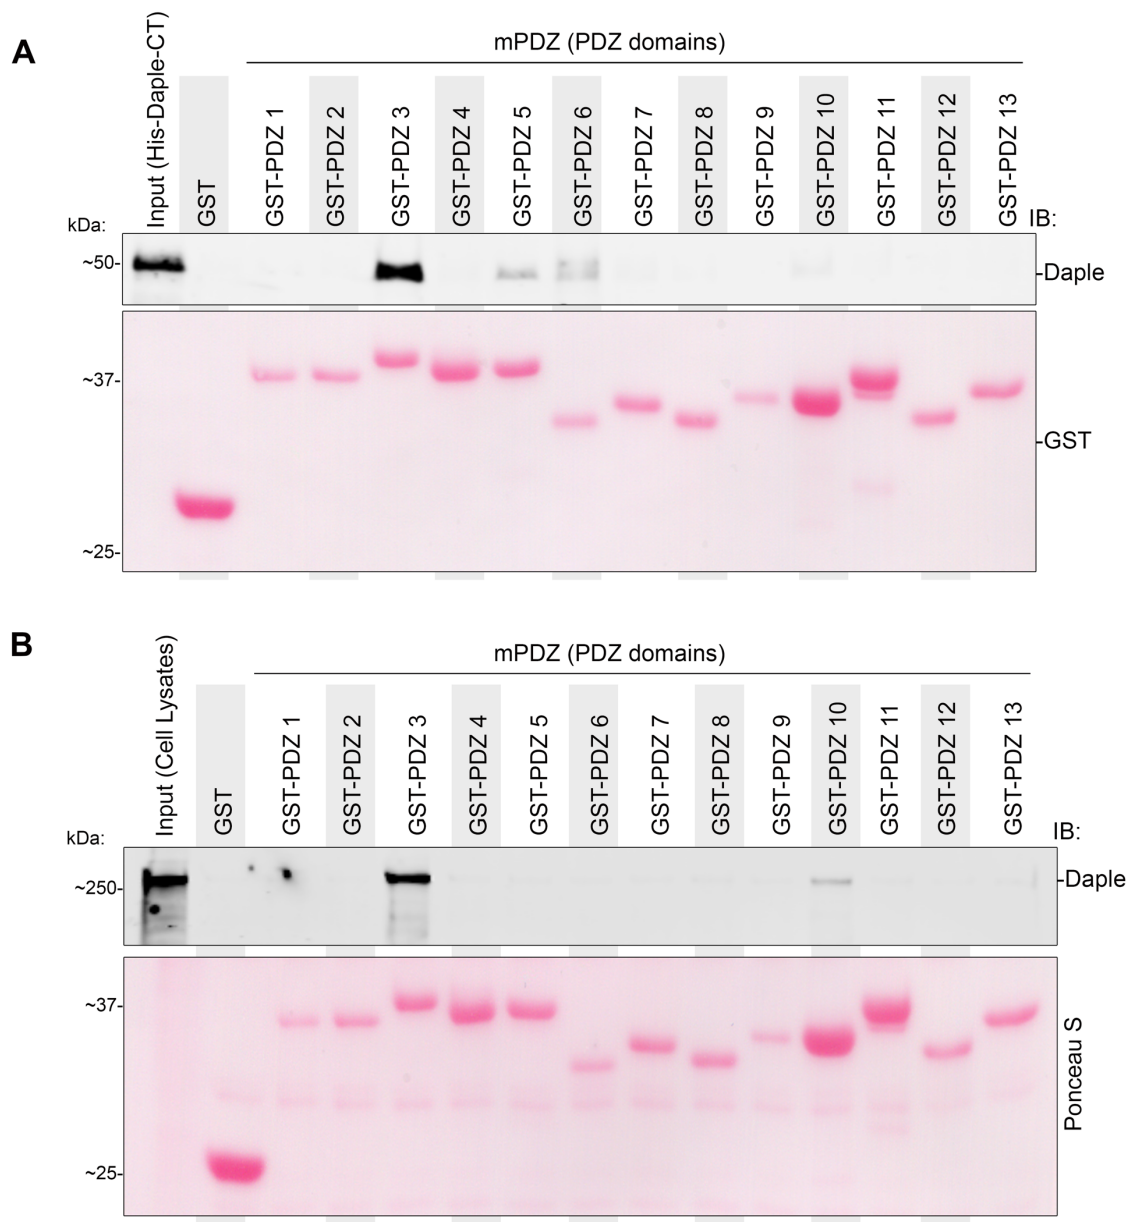 A
mPDZ (PDZ domains)
Input (His-Daple-CT)
GST
GST-PDZ 1
GST-PDZ 2
GST-PDZ 3
GST-PDZ 4
GST-PDZ 5
GST-PDZ 6
GST-PDZ 7
GST-PDZ 8
GST-PDZ 9
GST-PDZ 10
GST-PDZ 11
GST-PDZ 12
GST-PDZ 13
kDa:
IB:
~50-
-Daple
~37-
-GST
~25-
B
mPDZ (PDZ domains)
Input (Cell Lysates)
GST
GST-PDZ 1
GST-PDZ 2
GST-PDZ 3
GST-PDZ 4
GST-PDZ 5
GST-PDZ 6
GST-PDZ 7
GST-PDZ 8
GST-PDZ 9
GST-PDZ 10
GST-PDZ 11
GST-PDZ 12
GST-PDZ 13
kDa:
IB:
~250-
-Daple
~37-
Ponceau S
~25-